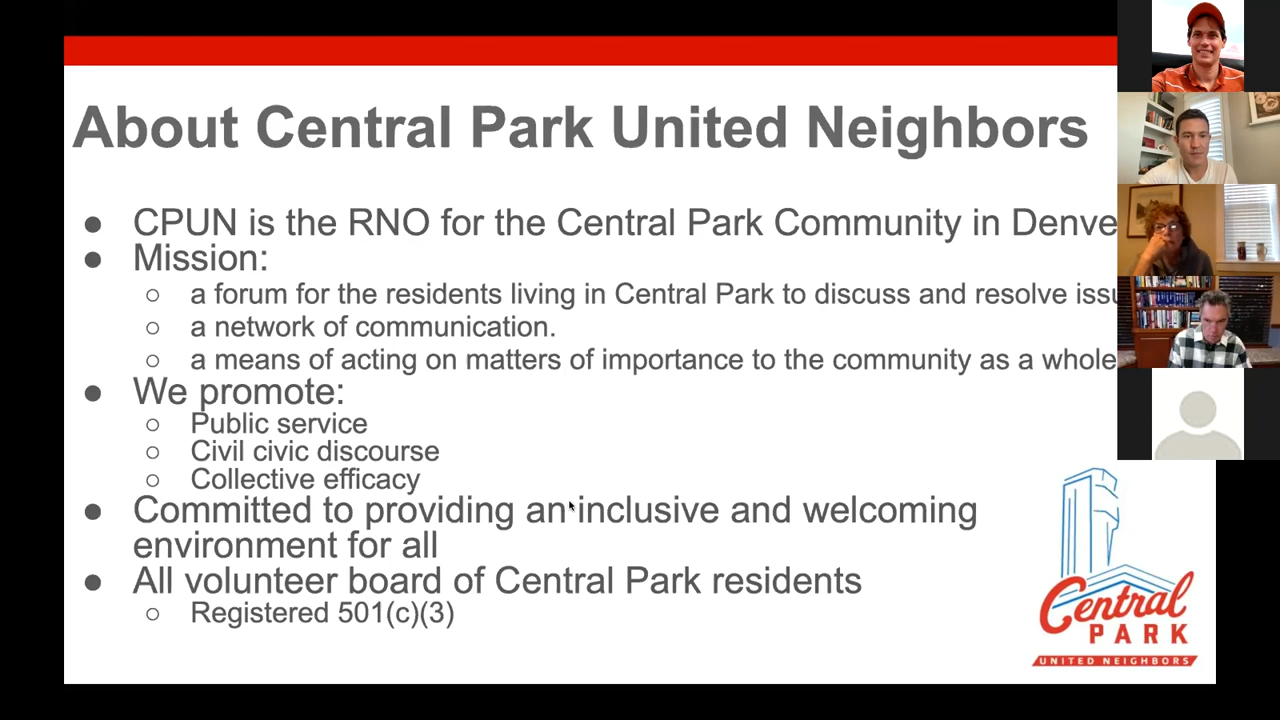 About Central Park United Neighbors
● CPUN is the RNO for the Central Park Community in Denve
● Mission:
○ a forum for the residents living in Central Park to discuss and resolve issu
○ a network of communication.
○ a means of acting on matters of importance to the community as a whole
● We promote:
○ Public service
○ Civil civic discourse
○ Collective efficacy
● Committed to providing an inclusive and welcoming
environment for all
● All volunteer board of Central Park residents
○ Registered 501(c)(3)
Central
PARK
UNITED NEIGHBORS